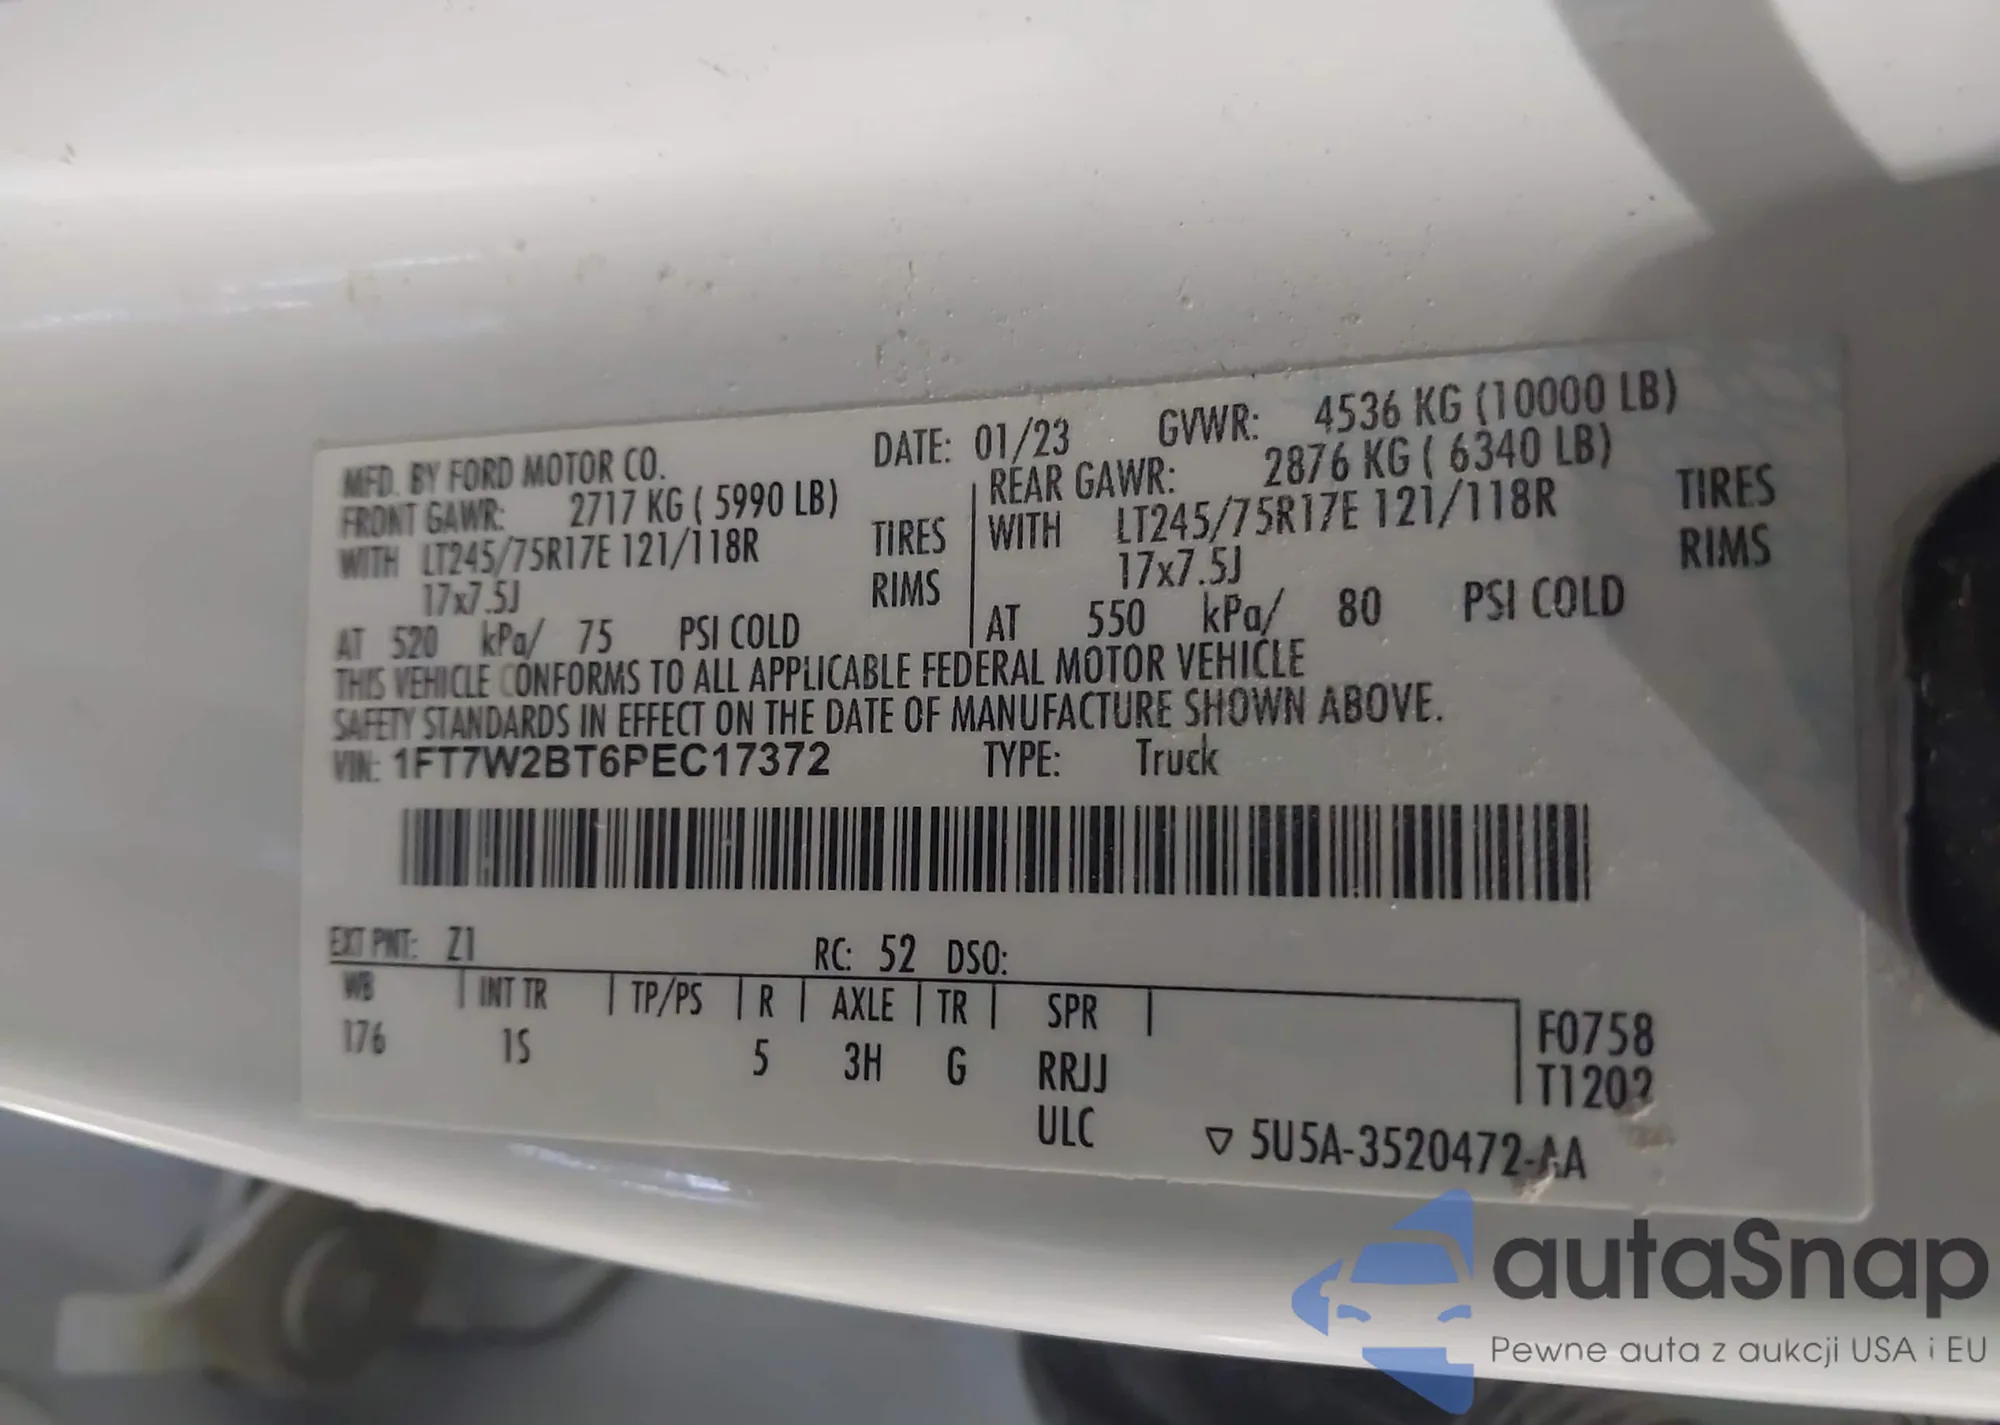 MFD. BY FORD MOTOR CO. DATE: 01/23 GVWR: 4536 KG (10000 LB)
FRONT GAWR: 2717 KG ( 5990 LB) REAR GAWR: 2876 KG ( 6340 LB)
WITH LT245/75R17E 121/118R TIRES WITH LT245/75R17E 121/118R TIRES
17x7.5J RIMS 17x7.5J RIMS
AT 520 kPa/ 75 PSI COLD AT 550 kPa/ 80 PSI COLD
THIS VEHICLE CONFORMS TO ALL APPLICABLE FEDERAL MOTOR VEHICLE
SAFETY STANDARDS IN EFFECT ON THE DATE OF MANUFACTURE SHOWN ABOVE.
VIN: 1FT7W2BT6PEC17372 TYPE: Truck
EXT PNT: Z1 RC: 52 DSO:
WB INT TR TP/PS R AXLE TR SPR F0758
176 1S 5 3H G RRJJ T1202
ULC ▽ 5U5A-3520472-AA
autaSnap
Pewne auta z aukcji USA i EU